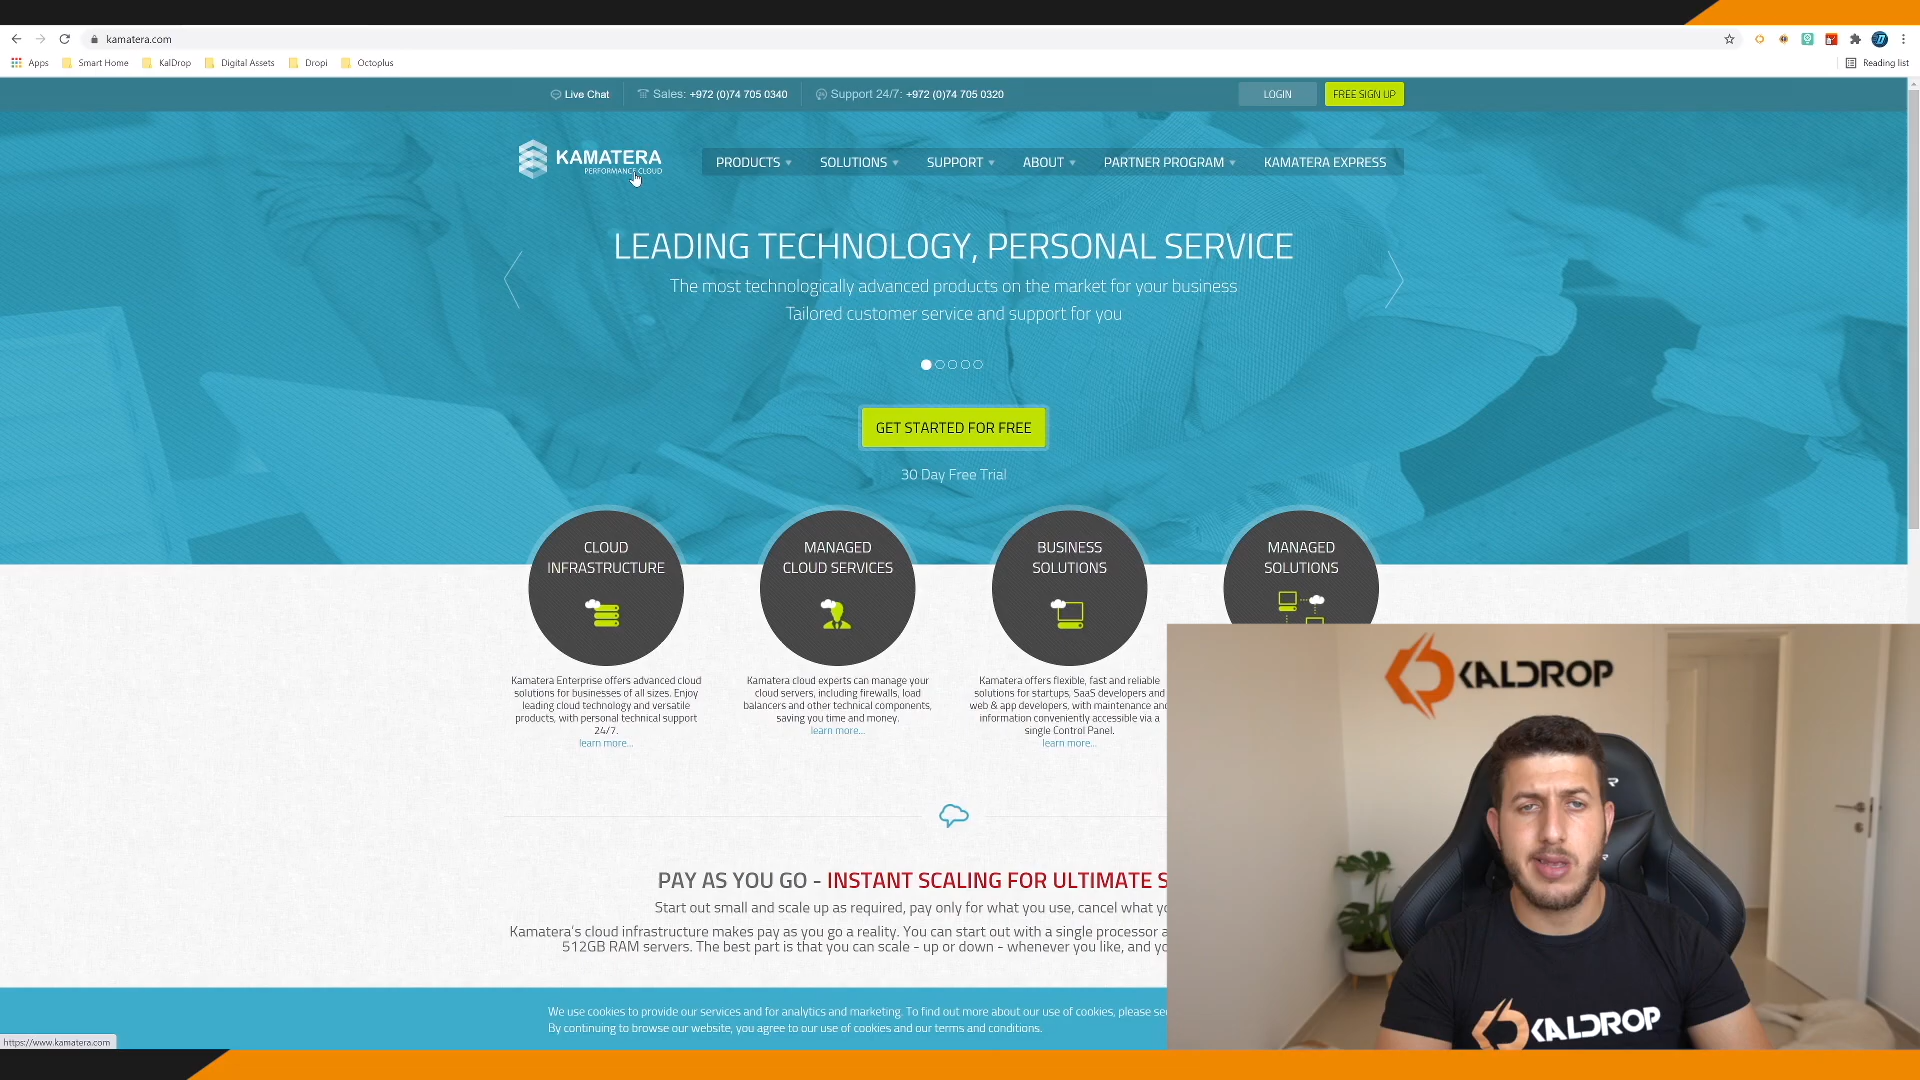 kamatera.com
Apps
Smart Home
KalDrop
Digital Assets
Dropi
Octoplus
Reading list
Live Chat
Sales: +972 (0)74 705 0340
Support 24/7: +972 (0)74 705 0320
LOGIN
FREE SIGN UP
KAMATERA
PERFORMANCE CLOUD
PRODUCTS
SOLUTIONS
SUPPORT
ABOUT
PARTNER PROGRAM
KAMATERA EXPRESS
LEADING TECHNOLOGY, PERSONAL SERVICE
The most technologically advanced products on the market for your business
Tailored customer service and support for you
GET STARTED FOR FREE
30 Day Free Trial
CLOUD
INFRASTRUCTURE
Kamatera Enterprise offers advanced cloud
solutions for businesses of all sizes. Enjoy
leading cloud technology and versatile
products, with personal technical support
24/7.
learn more...
MANAGED
CLOUD SERVICES
Kamatera cloud experts can manage your
cloud servers, including firewalls, load
balancers and other technical components,
saving you time and money.
learn more...
BUSINESS
SOLUTIONS
Kamatera offers flexible, fast and reliable
solutions for startups, SaaS developers and
web & app developers, with maintenance and
information conveniently accessible via a
single Control Panel.
learn more...
MANAGED
SOLUTIONS
PAY AS YOU GO - INSTANT SCALING FOR ULTIMATE S
Start out small and scale up as required, pay only for what you use, cancel what yo
Kamatera's cloud infrastructure makes pay as you go a reality. You can start out with a single processor a
512GB RAM servers. The best part is that you can scale - up or down - whenever you like, and yo
We use cookies to provide our services and for analytics and marketing. To find out more about our use of cookies, please se
By continuing to browse our website, you agree to our use of cookies and our terms and conditions.
https://www.kamatera.com
KALDROP
KALDROP